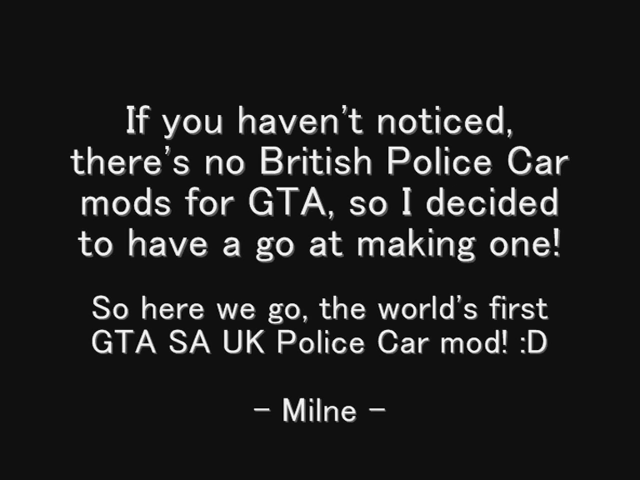 If you haven't noticed,
there's no British Police Car
mods for GTA, so I decided
to have a go at making one!
So here we go, the world's first
GTA SA UK Police Car mod! :D
- Milne -